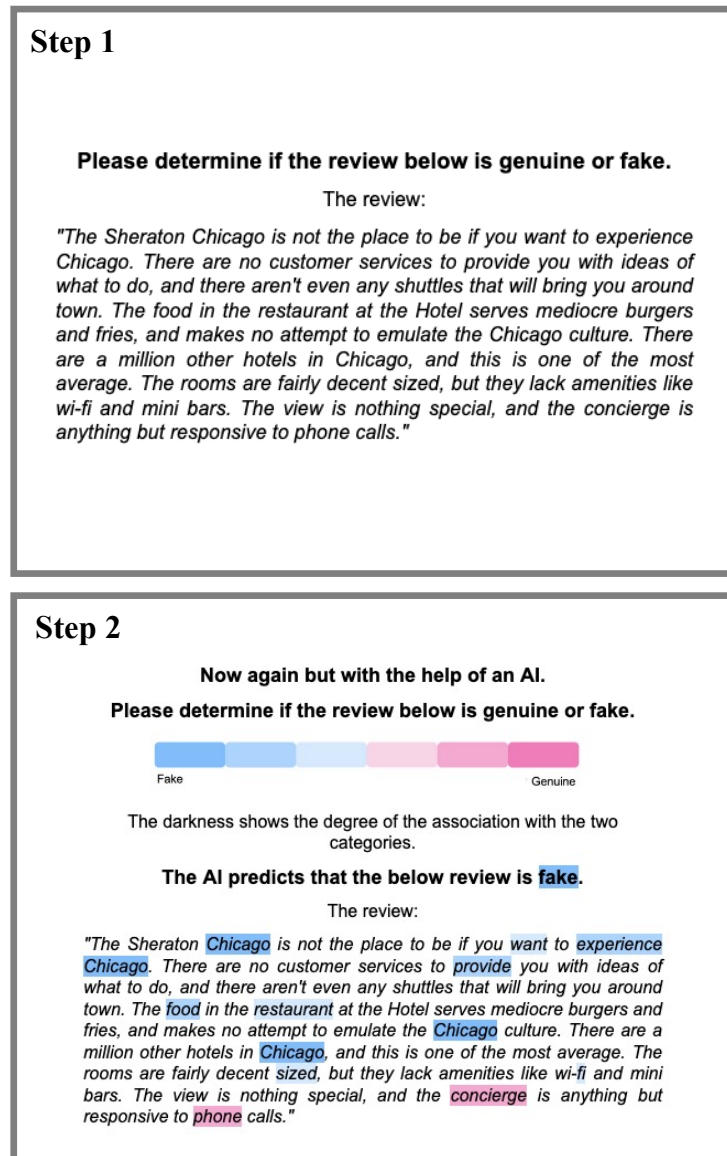 Step 1
Please determine if the review below is genuine or fake.
The review:
"The Sheraton Chicago is not the place to be if you want to experience
Chicago. There are no customer services to provide you with ideas of
what to do, and there aren't even any shuttles that will bring you around
town. The food in the restaurant at the Hotel serves mediocre burgers
and fries, and makes no attempt to emulate the Chicago culture. There
are a million other hotels in Chicago, and this is one of the most
average. The rooms are fairly decent sized, but they lack amenities like
wi-fi and mini bars. The view is nothing special, and the concierge is
anything but responsive to phone calls."
Step 2
Now again but with the help of an AI.
Please determine if the review below is genuine or fake.
Fake
Genuine
The darkness shows the degree of the association with the two
categories.
The AI predicts that the below review is fake.
The review:
"The Sheraton Chicago is not the place to be if you want to experience
Chicago. There are no customer services to provide you with ideas of
what to do, and there aren't even any shuttles that will bring you around
town. The food in the restaurant at the Hotel serves mediocre burgers and
fries, and makes no attempt to emulate the Chicago culture. There are a
million other hotels in Chicago, and this is one of the most average. The
rooms are fairly decent sized, but they lack amenities like wi-fi and mini
bars. The view is nothing special, and the concierge is anything but
responsive to phone calls."